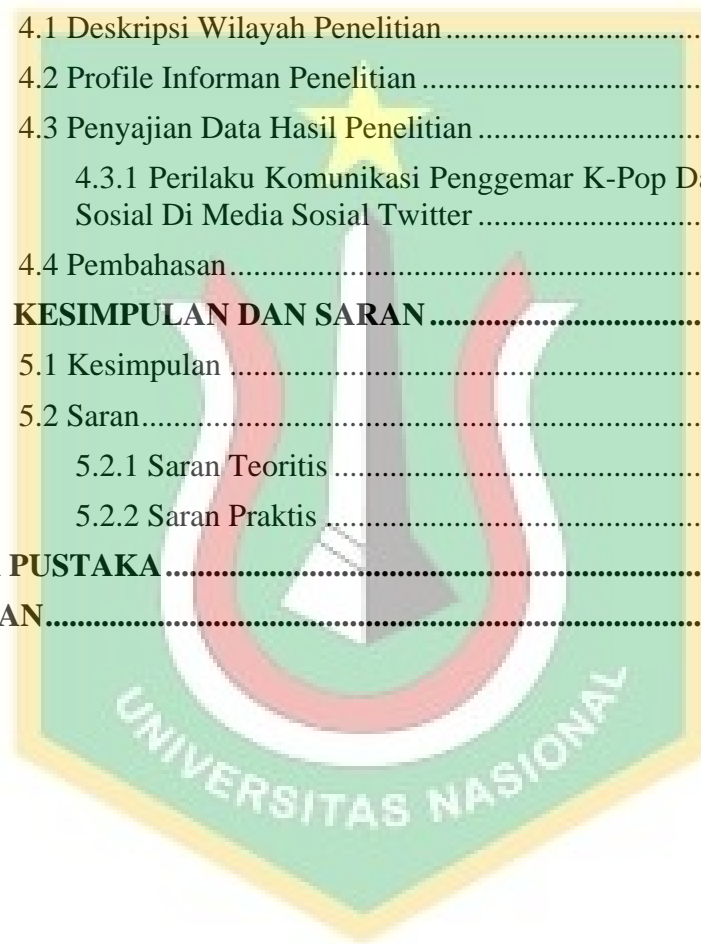 4.1 Deskripsi Wilayah Penelitian
4.2 Profile Informan Penelitian
4.3 Penyajian Data Hasil Penelitian
4.3.1 Perilaku Komunikasi Penggemar K-Pop
Sosial Di Media Sosial Twitter
4.4 Pembahasan
KESIMPULAN DAN SARAN
5.1 Kesimpulan
5.2 Saran
5.2.1 Saran Teoritis
5.2.2 Saran Praktis
PUSTAKA
UNIVERSITAS NASIONAL